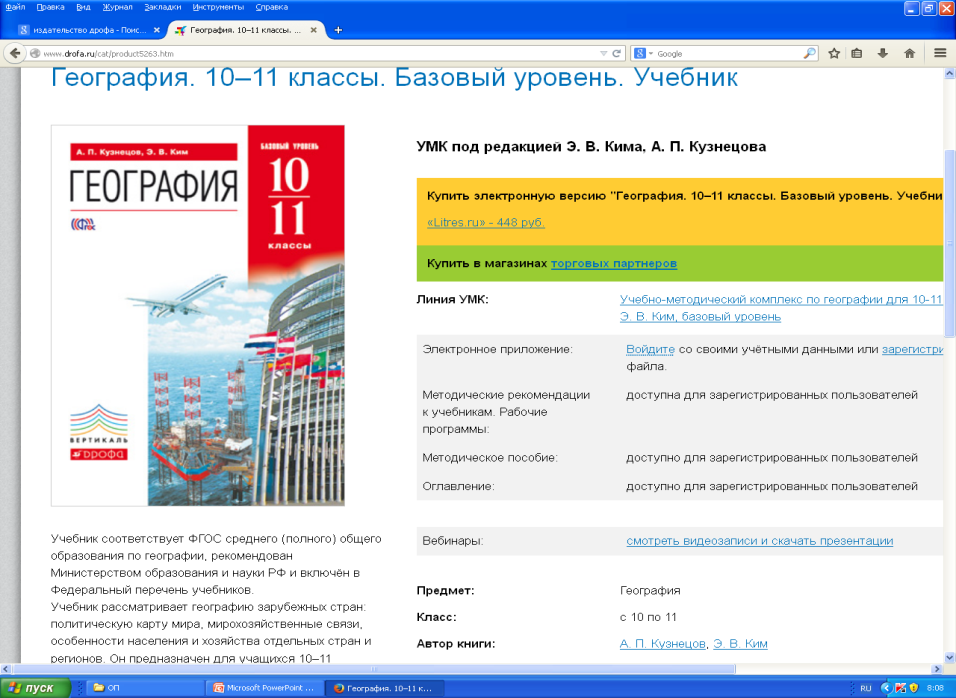 Файл Правка Вид Журнал Закладки Инструменты Справка
издательство дрофа - Поис... География. 10–11 классы. ...
www.drofa.ru/cat/product5263.htm Google
География. 10–11 классы. Базовый уровень. Учебник
А. П. Кузнецов, Э. В. Ким
ГЕОГРАФИЯ
ФГОС
БАЗОВЫЙ УРОВЕНЬ
10
11
КЛАССЫ
ВЕРТИКАЛЬ
дрофа
УМК под редакцией Э. В. Кима, А. П. Кузнецова
Купить электронную версию "География. 10–11 классы. Базовый уровень. Учебни
«Litres.ru» - 448 руб.
Купить в магазинах торговых партнеров
Линия УМК: Учебно-методический комплекс по географии для 10-11
Э. В. Ким, базовый уровень
Электронное приложение: Войдите со своими учётными данными или зарегистри
файла.
Методические рекомендации доступна для зарегистрированных пользователей
к учебникам. Рабочие
программы:
Методическое пособие: доступно для зарегистрированных пользователей
Оглавление: доступно для зарегистрированных пользователей
Вебинары: смотреть видеозаписи и скачать презентации
Предмет: География
Класс: с 10 по 11
Автор книги: А. П. Кузнецов, Э. В. Ким
Учебник соответствует ФГОС среднего (полного) общего
образования по географии, рекомендован
Министерством образования и науки РФ и включён в
Федеральный перечень учебников.
Учебник рассматривает географию зарубежных стран:
политическую карту мира, мирохозяйственные связи,
особенности населения и хозяйства отдельных стран и
регионов. Он предназначен для учащихся 10–11
пуск ОП Microsoft PowerPoint ... География. 10–11 к... RU 8:08